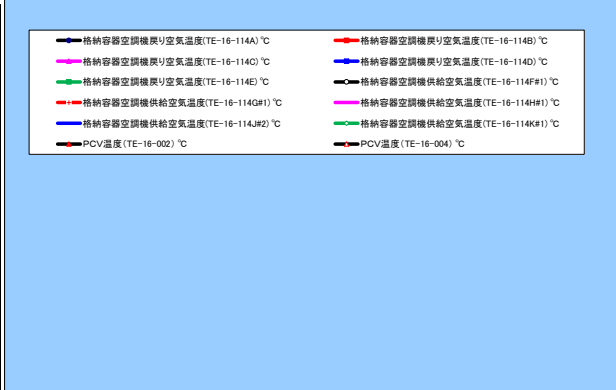 格納容器空調機戻り空気温度(TE-16-114A)℃ 格納容器空調機戻り空気温度(TE-16-114B)℃
格納容器空調機戻り空気温度(TE-16-114C)℃ 格納容器空調機戻り空気温度(TE-16-114D)℃
格納容器空調機戻り空気温度(TE-16-114E)℃ 格納容器空調機供給空気温度(TE-16-114F#1)℃
格納容器空調機供給空気温度(TE-16-114G#1)℃ 格納容器空調機供給空気温度(TE-16-114H#1)℃
格納容器空調機供給空気温度(TE-16-114J#2)℃ 格納容器空調機供給空気温度(TE-16-114K#1)℃
PCV温度(TE-16-002)℃ PCV温度(TE-16-004)℃